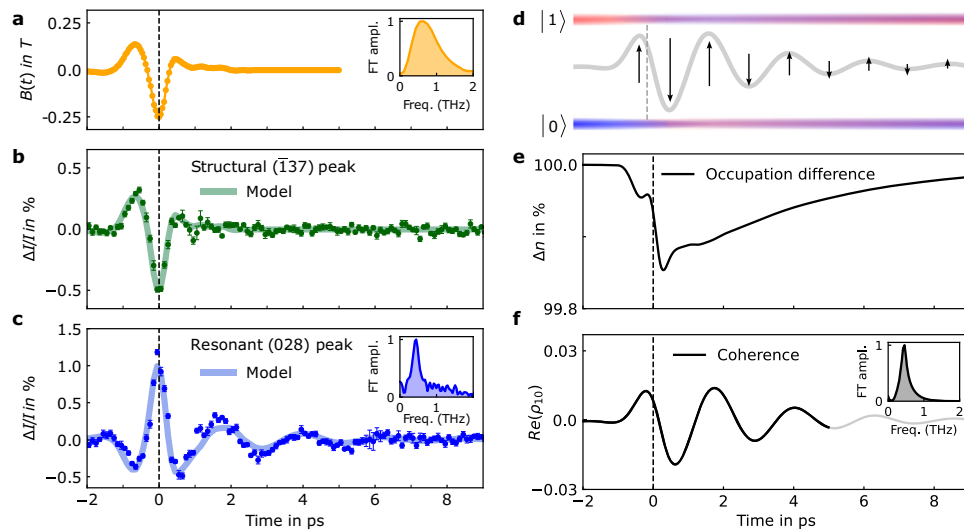 a
B(t) in T
0.25
0.0
-0.25
FT ampl.
1
0
0
1
2
Freq. (THz)
b
Structural (1̅37) peak
Model
ΔI/I in %
0.5
0.0
−0.5
c
Resonant (028) peak
Model
ΔI/I in %
1.5
1.0
0.5
0.0
−0.5
FT ampl.
1
0
0
1
Freq. (THz)
−2
0
2
4
6
8
Time in ps
d
|1⟩
|0⟩
e
Occupation difference
Δn in %
100.0
99.8
f
Coherence
Re(ρ₁₀)
0.03
0.0
−0.03
FT ampl.
1
0
0
1
2
Freq. (THz)
−2
0
2
4
6
8
Time in ps